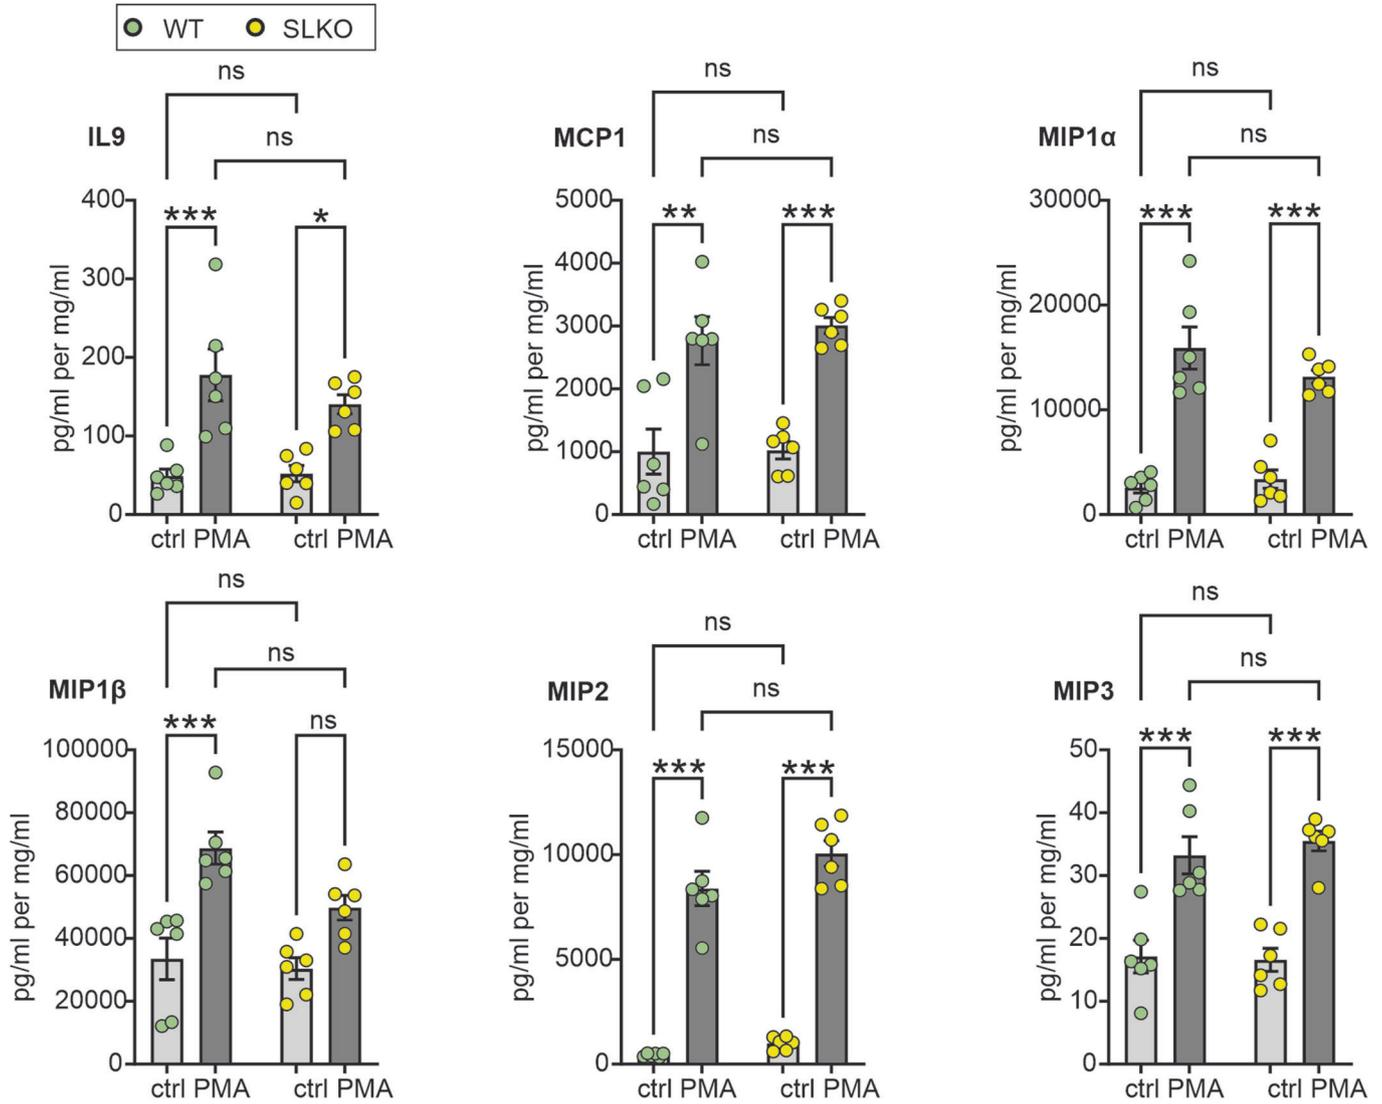 WT SLKO
IL9
ns
ns
*** *
pg/ml per mg/ml
400
300
200
100
0
ctrl PMA ctrl PMA
MCP1
ns
ns
** ***
pg/ml per mg/ml
5000
4000
3000
2000
1000
0
ctrl PMA ctrl PMA
MIP1α
ns
ns
*** ***
pg/ml per mg/ml
30000
20000
10000
0
ctrl PMA ctrl PMA
MIP1β
ns
ns
*** ns
pg/ml per mg/ml
100000
80000
60000
40000
20000
0
ctrl PMA ctrl PMA
MIP2
ns
ns
*** ***
pg/ml per mg/ml
15000
10000
5000
0
ctrl PMA ctrl PMA
MIP3
ns
ns
*** ***
pg/ml per mg/ml
50
40
30
20
10
0
ctrl PMA ctrl PMA